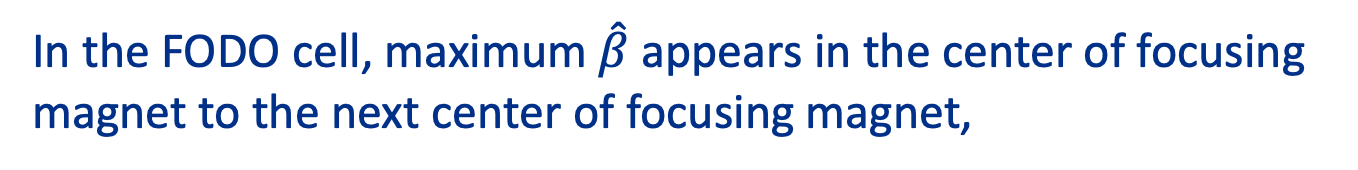 In the FODO cell, maximum β̂ appears in the center of focusing
magnet to the next center of focusing magnet,